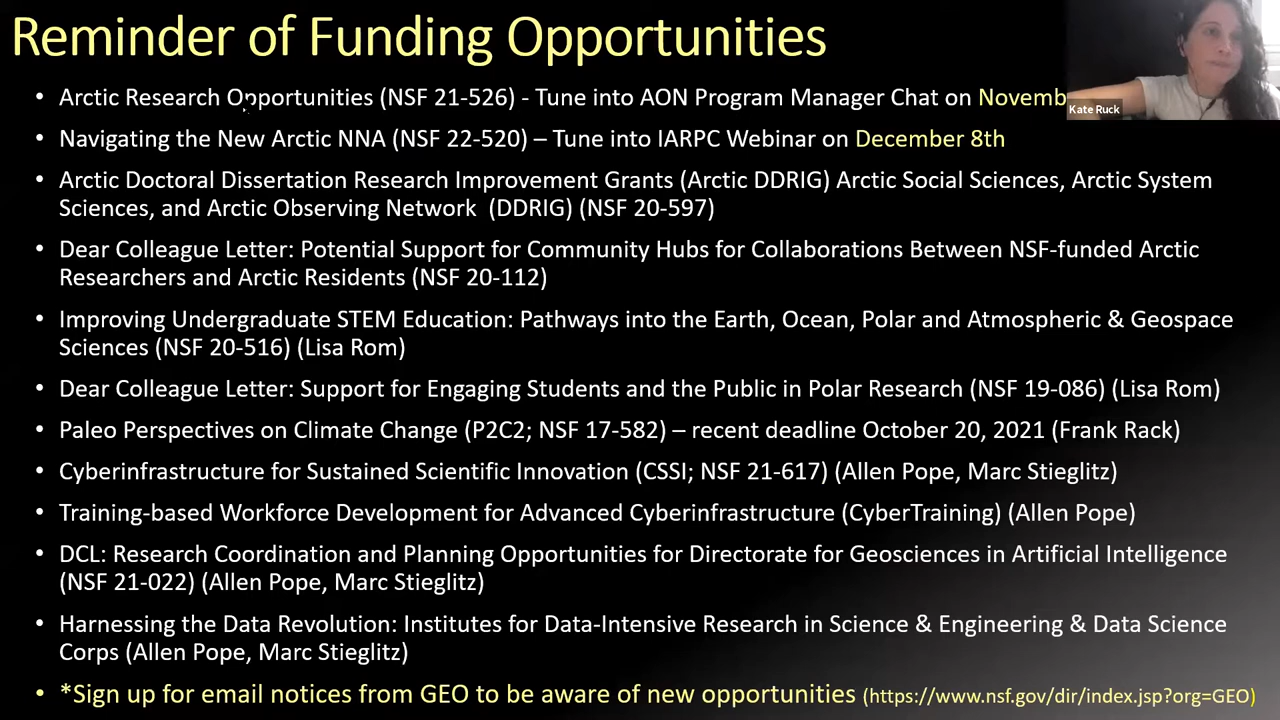 Reminder of Funding Opportunities
• Arctic Research Opportunities (NSF 21-526) - Tune into AON Program Manager Chat on
Kate Ruck
• Navigating the New Arctic NNA (NSF 22-520) – Tune into IARPC Webinar on December 8th
• Arctic Doctoral Dissertation Research Improvement Grants (Arctic DDRIG) Arctic Social Sciences, Arctic System
Sciences, and Arctic Observing Network (DDRIG) (NSF 20-597)
• Dear Colleague Letter: Potential Support for Community Hubs for Collaborations Between NSF-funded Arctic
Researchers and Arctic Residents (NSF 20-112)
• Improving Undergraduate STEM Education: Pathways into the Earth, Ocean, Polar and Atmospheric & Geospace
Sciences (NSF 20-516) (Lisa Rom)
• Dear Colleague Letter: Support for Engaging Students and the Public in Polar Research (NSF 19-086) (Lisa Rom)
• Paleo Perspectives on Climate Change (P2C2; NSF 17-582) – recent deadline October 20, 2021 (Frank Rack)
• Cyberinfrastructure for Sustained Scientific Innovation (CSSI; NSF 21-617) (Allen Pope, Marc Stieglitz)
• Training-based Workforce Development for Advanced Cyberinfrastructure (CyberTraining) (Allen Pope)
• DCL: Research Coordination and Planning Opportunities for Directorate for Geosciences in Artificial Intelligence
(NSF 21-022) (Allen Pope, Marc Stieglitz)
• Harnessing the Data Revolution: Institutes for Data-Intensive Research in Science & Engineering & Data Science
Corps (Allen Pope, Marc Stieglitz)
• *Sign up for email notices from GEO to be aware of new opportunities (https://www.nsf.gov/dir/index.jsp?org=GEO)